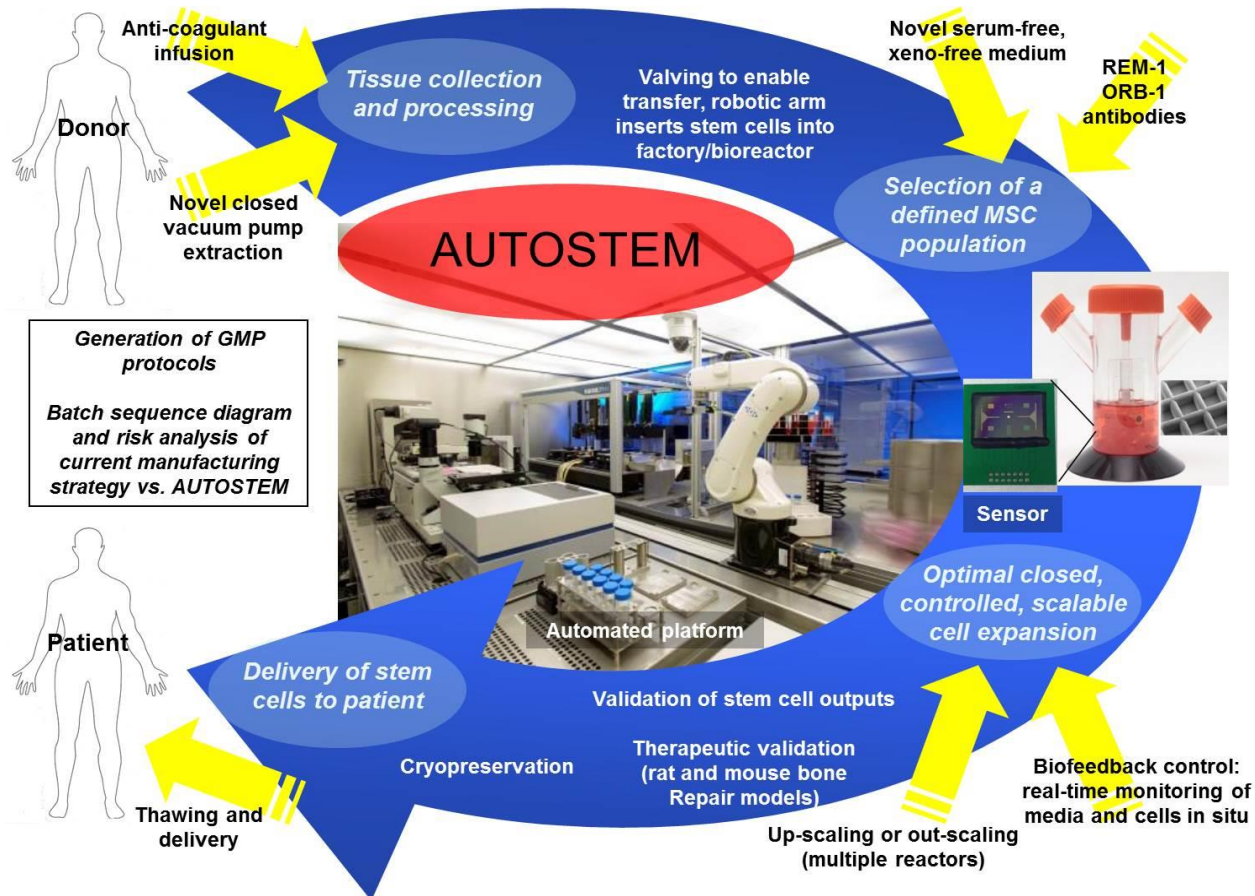 Anti-coagulant
infusion
Donor
Novel closed
vacuum pump
extraction
Tissue collection
and processing
Valving to enable
transfer, robotic arm
inserts stem cells into
factory/bioreactor
Novel serum-free,
xeno-free medium
REM-1
ORB-1
antibodies
Selection of a
defined MSC
population
AUTOSTEM
Generation of GMP
protocols
Batch sequence diagram
and risk analysis of
current manufacturing
strategy vs. AUTOSTEM
Sensor
Automated platform
Optimal closed,
controlled, scalable
cell expansion
Biofeedback control:
real-time monitoring of
media and cells in situ
Up-scaling or out-scaling
(multiple reactors)
Validation of stem cell outputs
Therapeutic validation
(rat and mouse bone
Repair models)
Cryopreservation
Delivery of stem
cells to patient
Thawing and
delivery
Patient